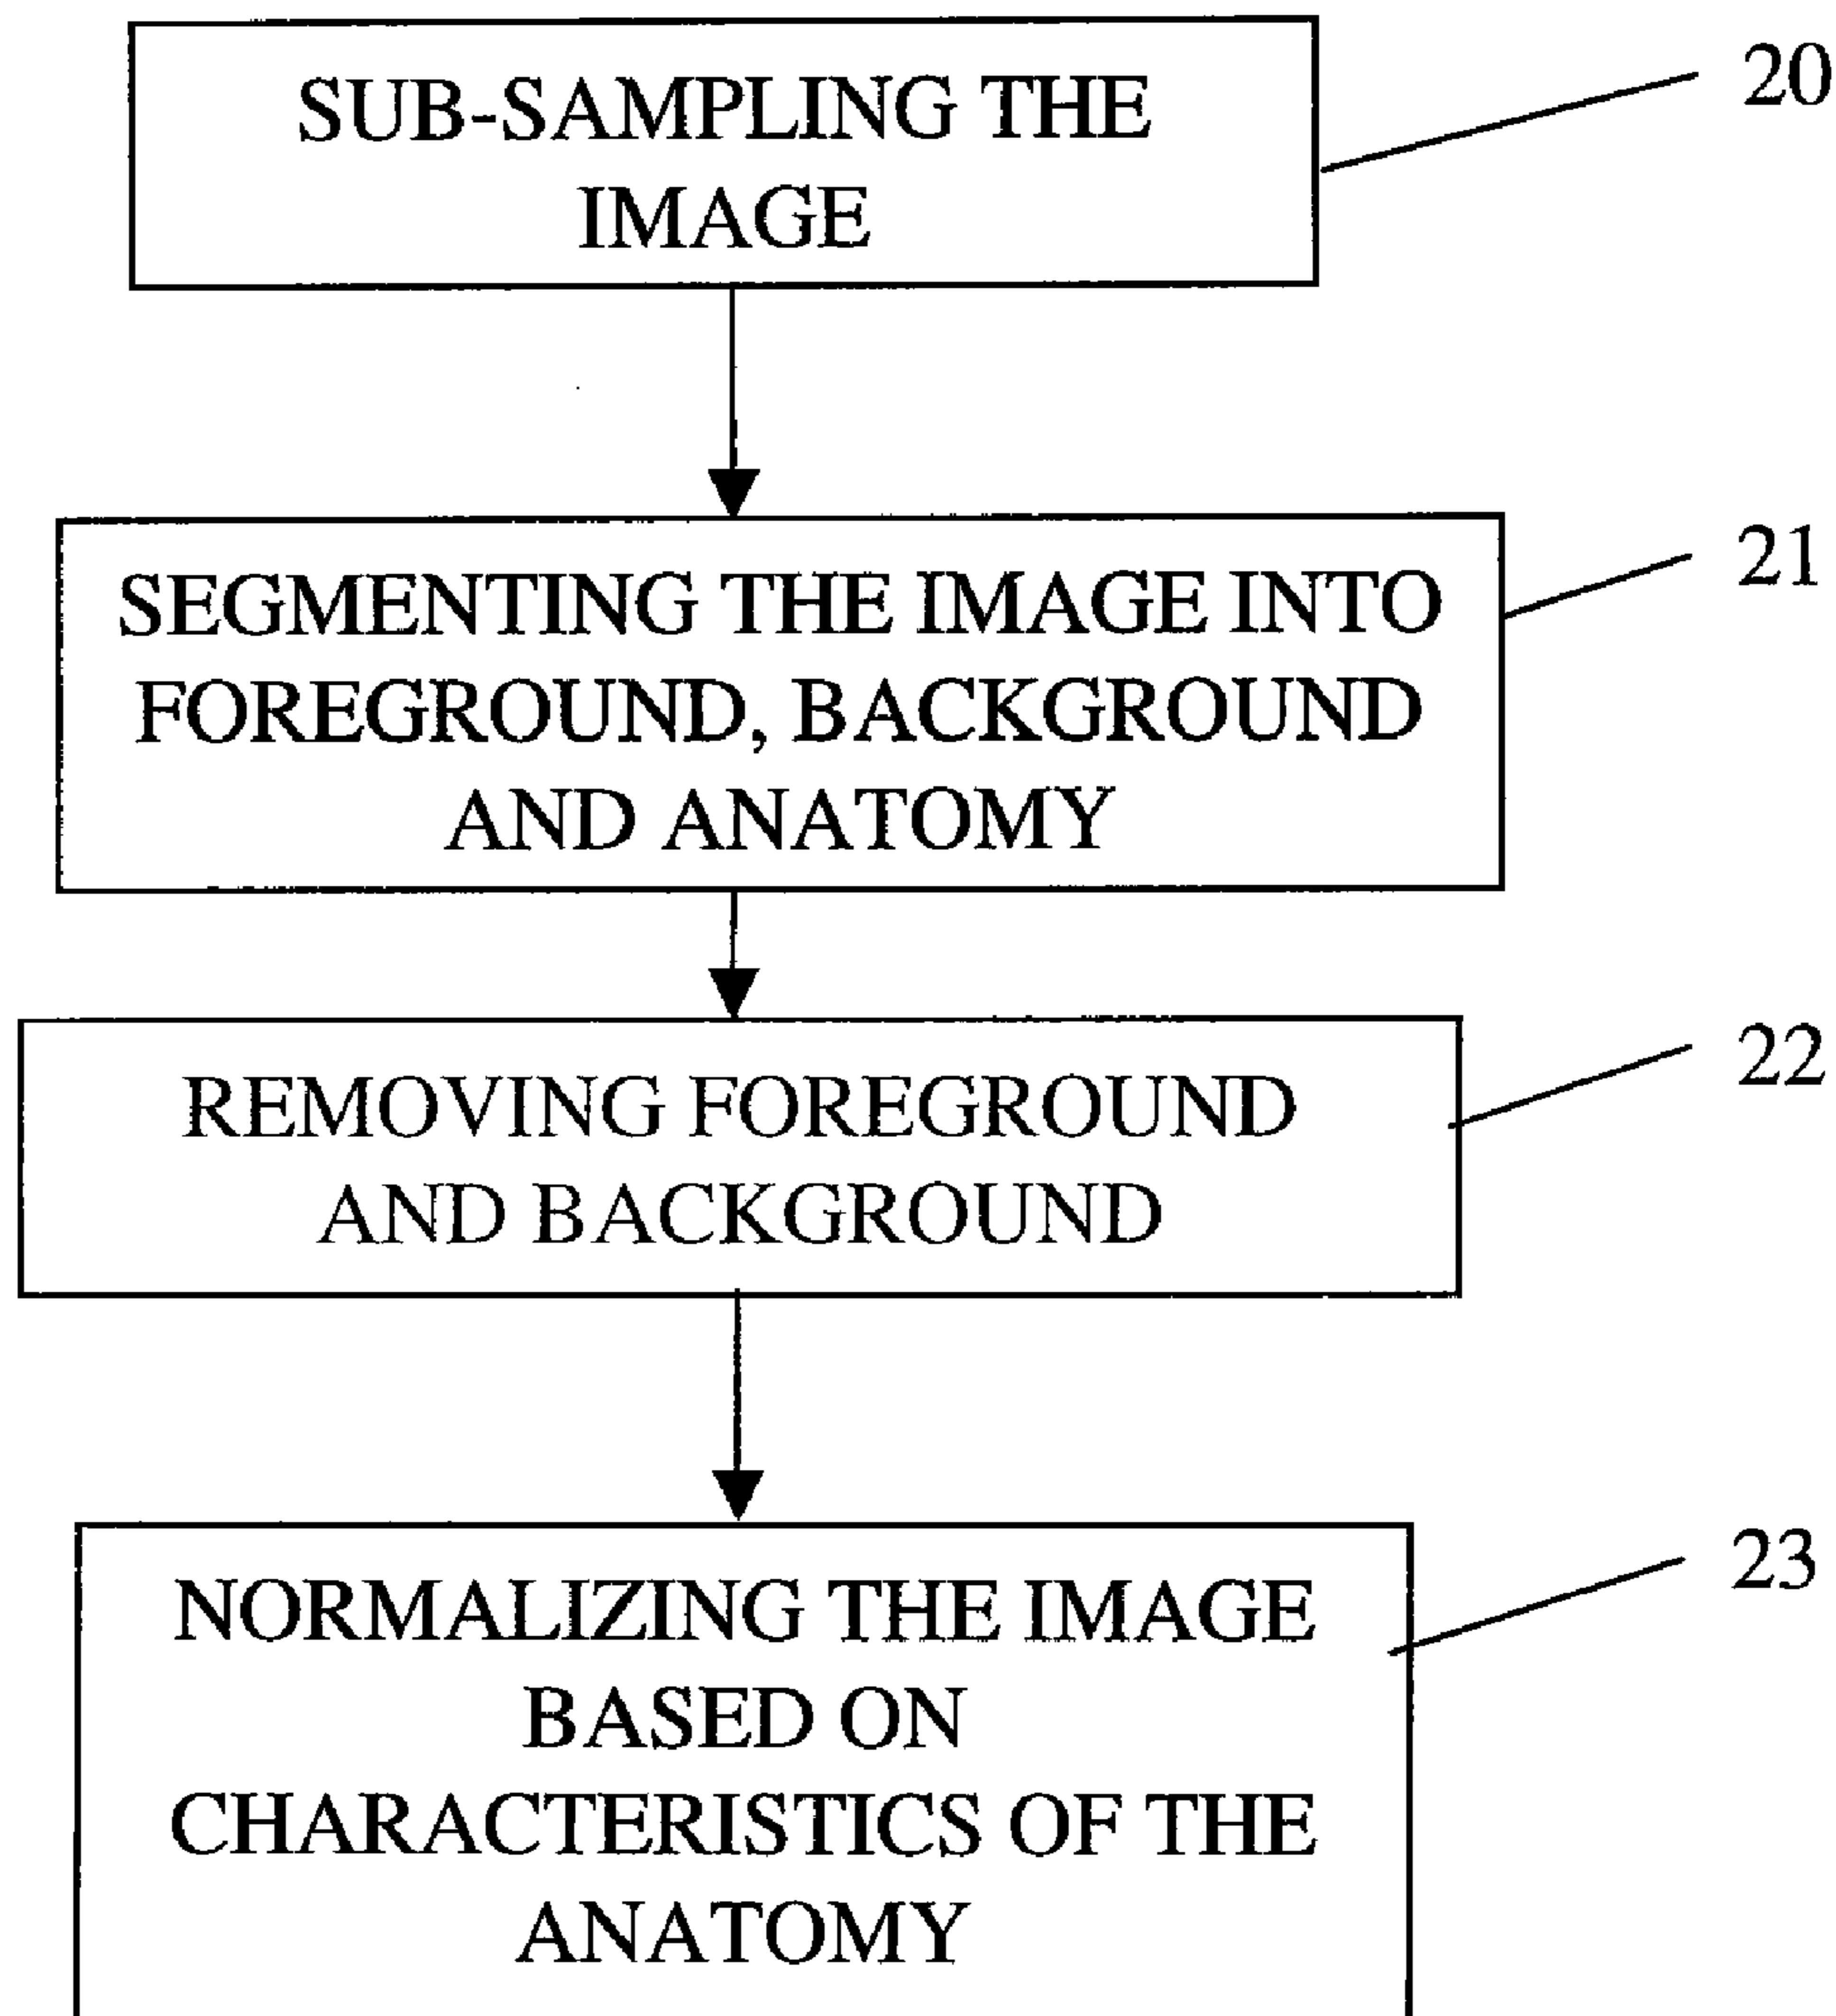 SUB-SAMPLING THE
IMAGE
20
SEGMENTING THE IMAGE INTO
FOREGROUND, BACKGROUND
AND ANATOMY
21
REMOVING FOREGROUND
AND BACKGROUND
22
NORMALIZING THE IMAGE
BASED ON
CHARACTERISTICS OF THE
ANATOMY
23